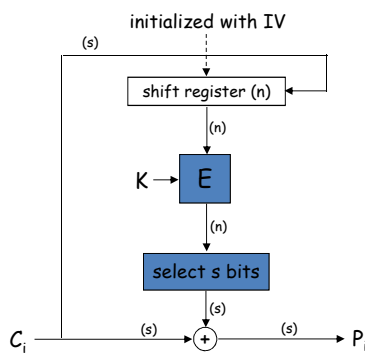 initialized with IV
(s)
shift register (n)
(n)
K
E
(n)
select s bits
(s)
Ci
(s)
+
(s)
Pi